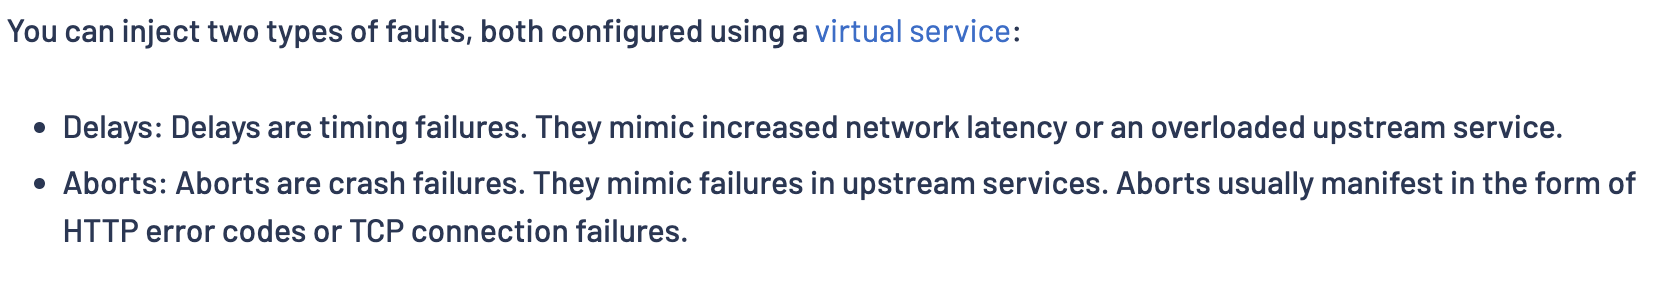 You can inject two types of faults, both configured using a virtual service:
• Delays: Delays are timing failures. They mimic increased network latency or an overloaded upstream service.
• Aborts: Aborts are crash failures. They mimic failures in upstream services. Aborts usually manifest in the form of
HTTP error codes or TCP connection failures.